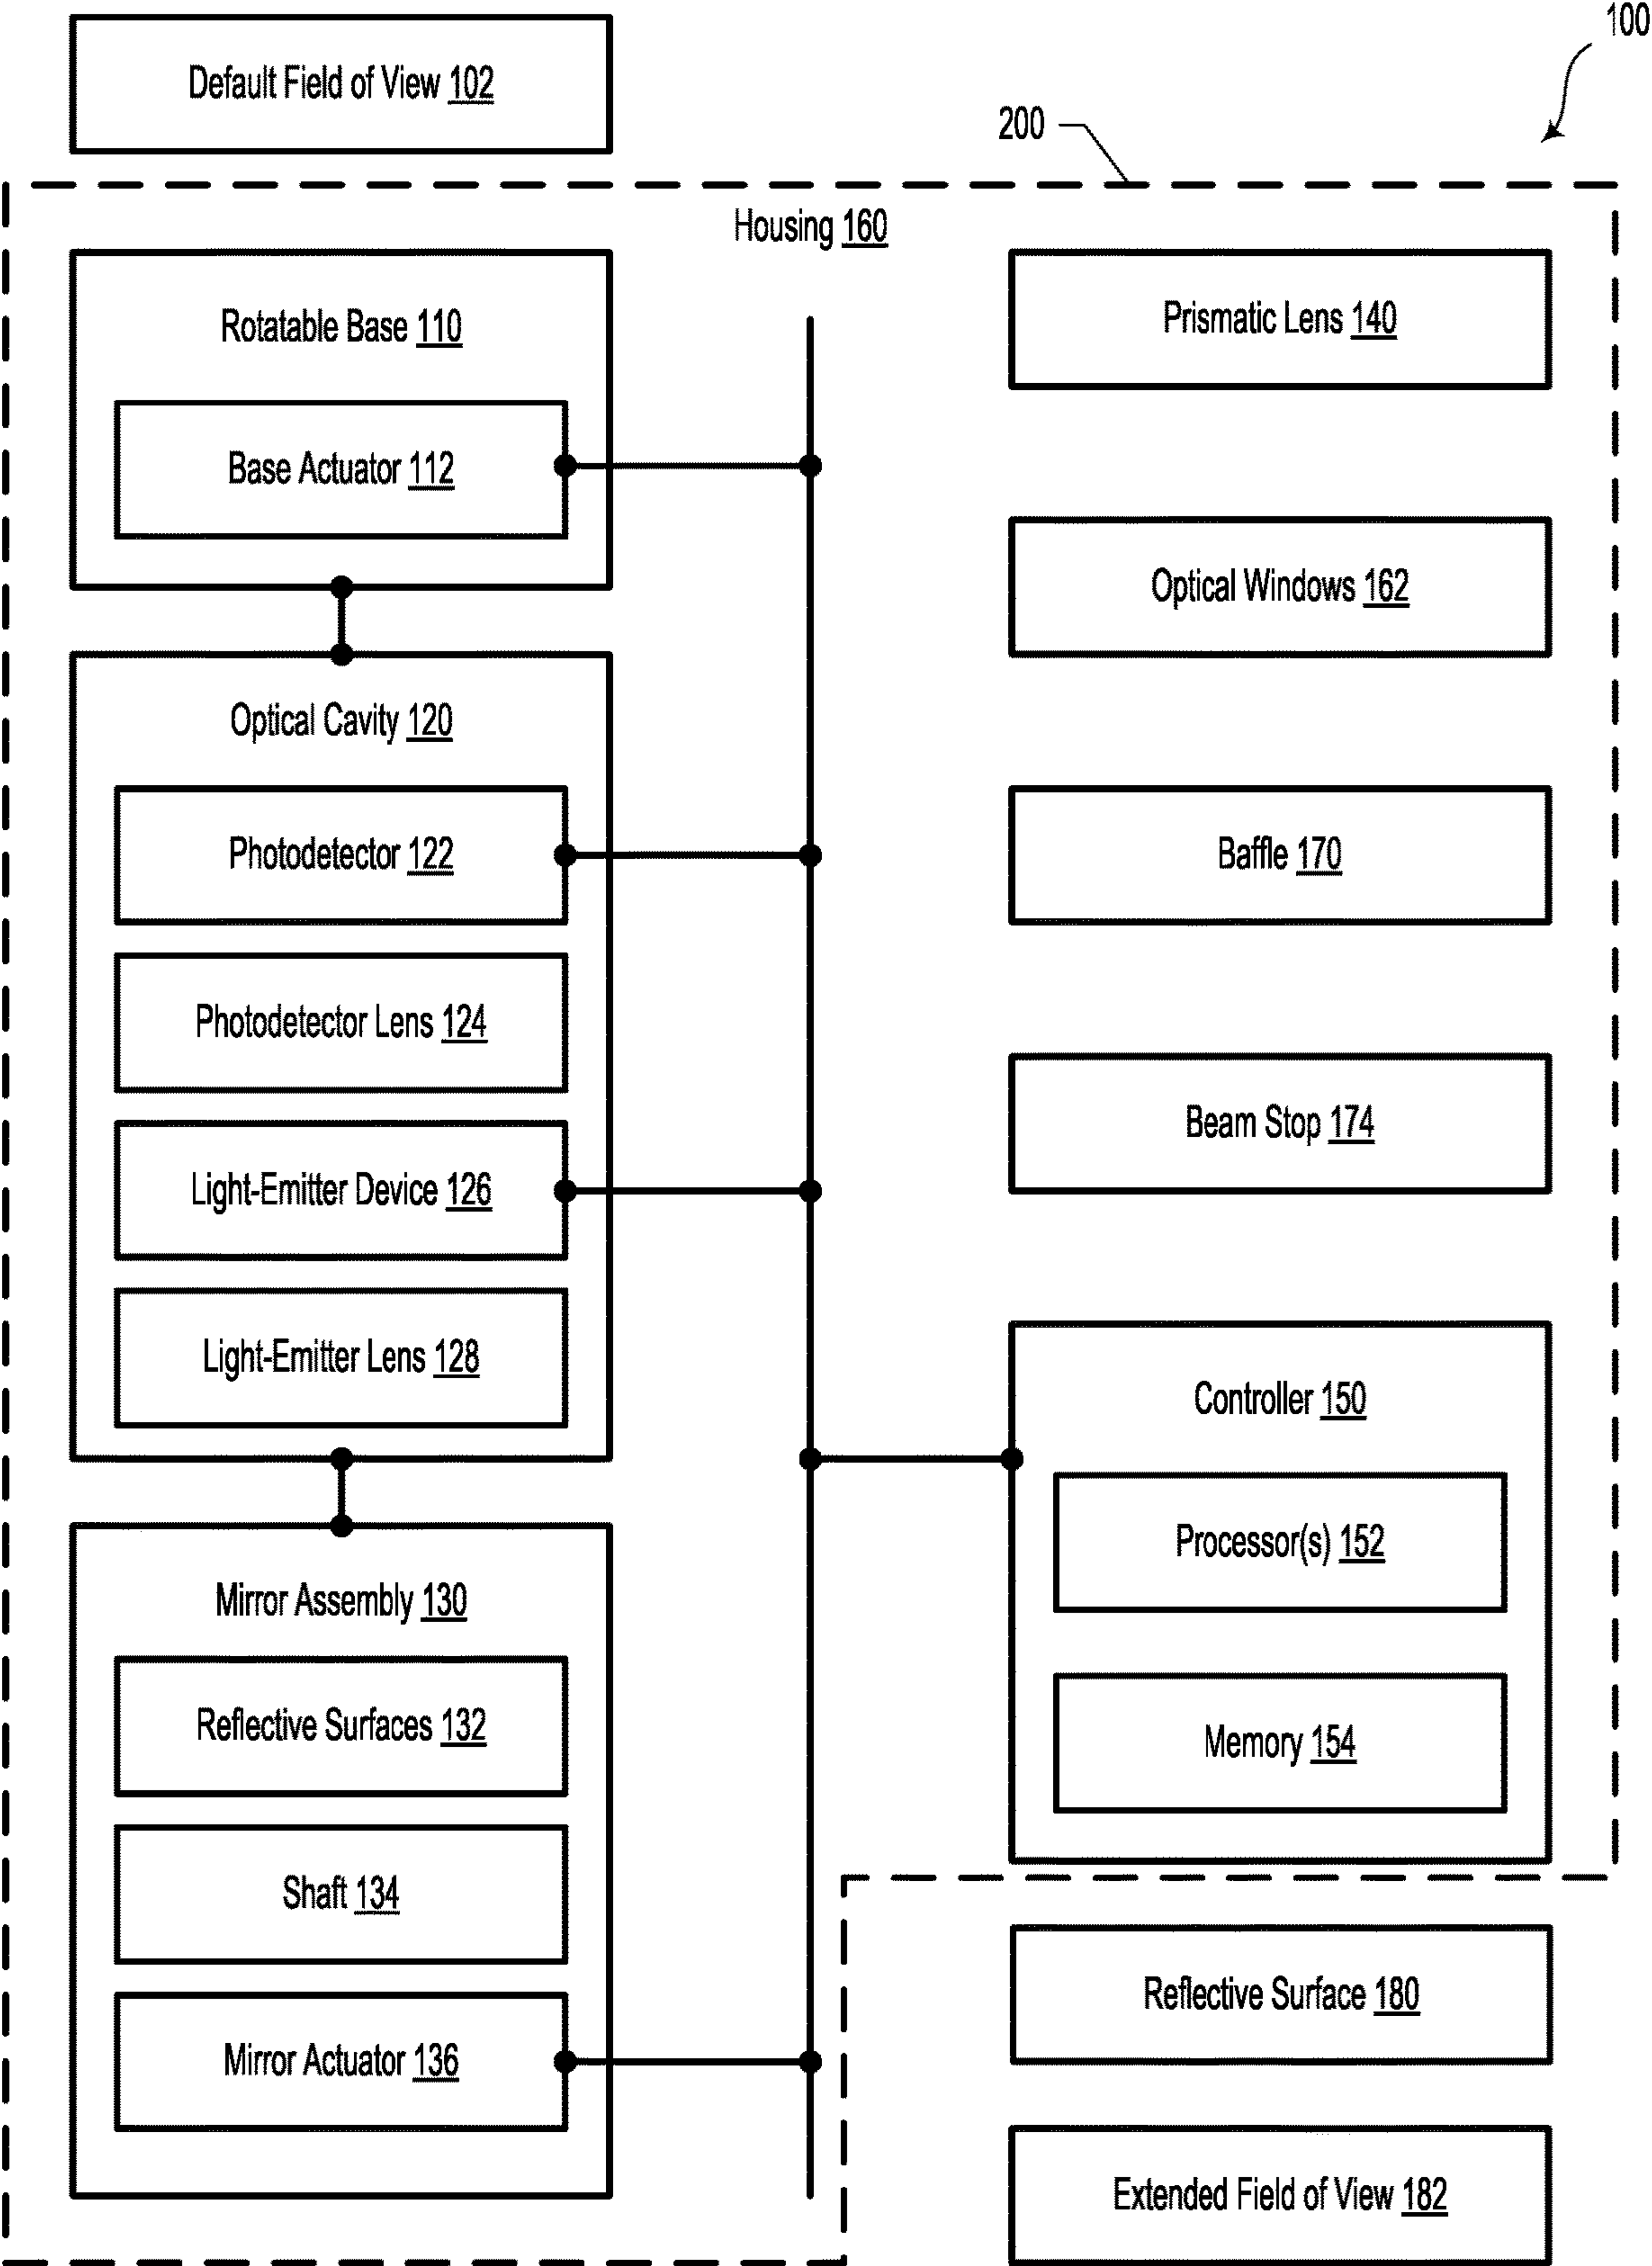 100
Default Field of View 102
200
Housing 160
Rotatable Base 110
Base Actuator 112
Optical Cavity 120
Photodetector 122
Photodetector Lens 124
Light-Emitter Device 126
Light-Emitter Lens 128
Mirror Assembly 130
Reflective Surfaces 132
Shaft 134
Mirror Actuator 136
Prismatic Lens 140
Optical Windows 162
Baffle 170
Beam Stop 174
Controller 150
Processor(s) 152
Memory 154
Reflective Surface 180
Extended Field of View 182